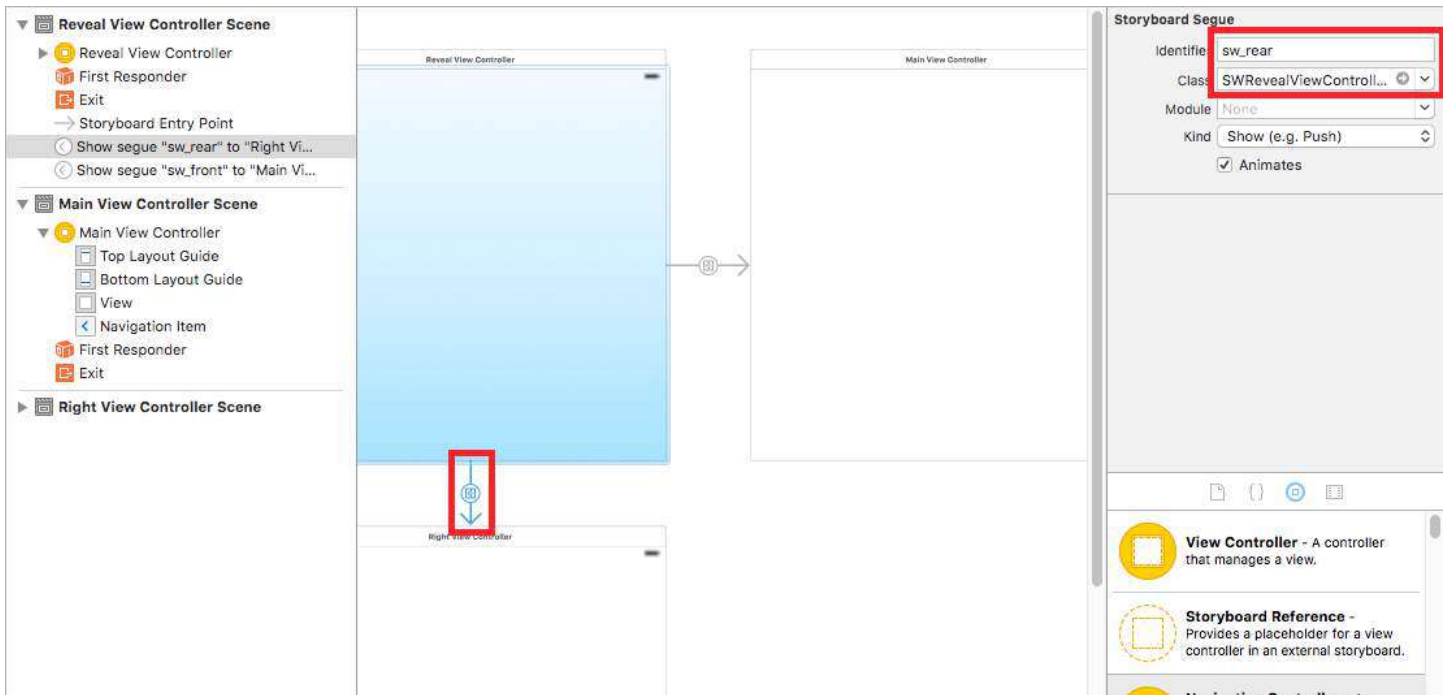 Reveal View Controller Scene
Reveal View Controller
First Responder
Exit
Storyboard Entry Point
Show segue "sw_rear" to "Right Vi...
Show segue "sw_front" to "Main Vi...
Main View Controller Scene
Main View Controller
Top Layout Guide
Bottom Layout Guide
View
Navigation Item
First Responder
Exit
Right View Controller Scene
Reveal View Controller
Main View Controller
Right View Controller
Storyboard Segue
Identifie sw_rear
Class SWRevealViewControll...
Module None
Kind Show (e.g. Push)
Animates
View Controller - A controller
that manages a view.
Storyboard Reference -
Provides a placeholder for a view
controller in an external storyboard.